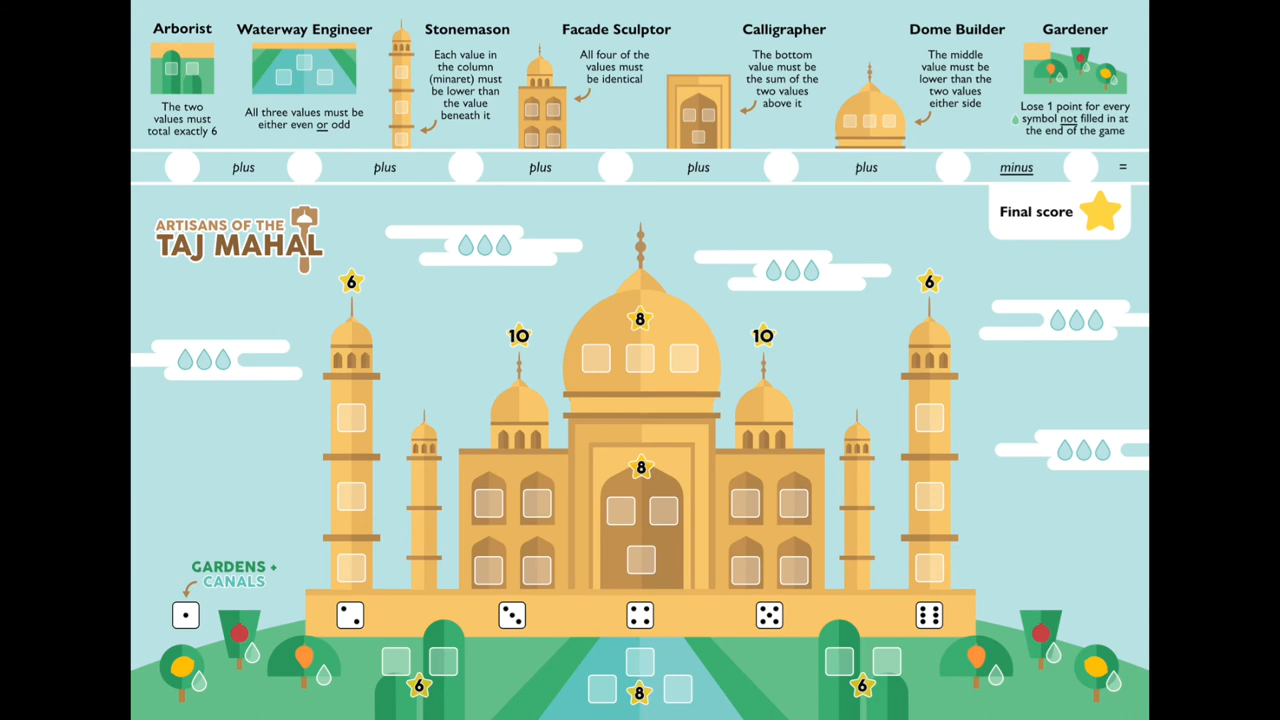 Arborist
The two
values must
total exactly 6
Waterway Engineer
All three values must be
either even or odd
Stonemason
Each value in
the column
(minaret) must
be lower than
the value
beneath it
Facade Sculptor
All four of the
values must
be identical
Calligrapher
The bottom
value must be
the sum of the
two values
above it
Dome Builder
The middle
value must be
lower than the
two values
either side
Gardener
Lose 1 point for every
symbol not filled in at
the end of the game
plus plus plus plus plus minus =
Final score
ARTISANS OF THE
TAJ MAHAL
6 6
8
10 10
8
GARDENS +
CANALS
6 8 6